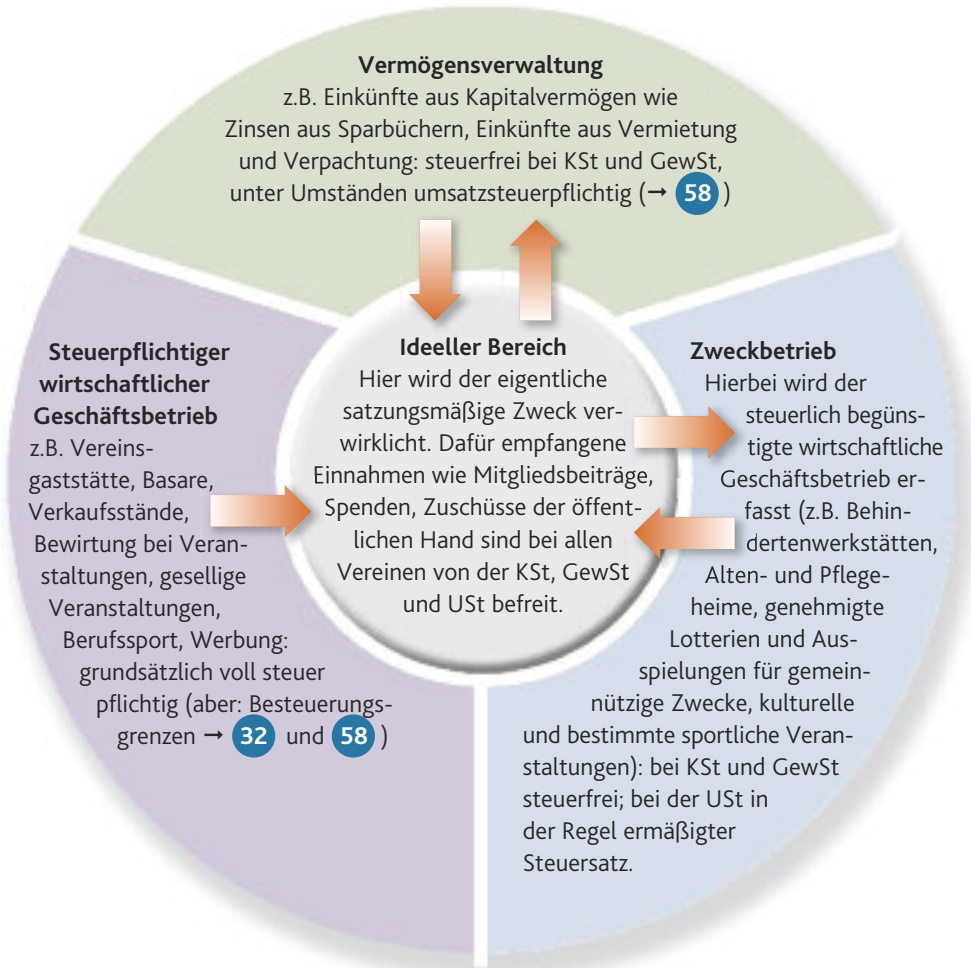 Vermögensverwaltung
z.B. Einkünfte aus Kapitalvermögen wie
Zinsen aus Sparbüchern, Einkünfte aus Vermietung
und Verpachtung: steuerfrei bei KSt und GewSt,
unter Umständen umsatzsteuerpflichtig (→ 58 )
Steuerpflichtiger
wirtschaftlicher
Geschäftsbetrieb
z.B. Vereins-
gaststätte, Basare,
Verkaufsstände,
Bewirtung bei Veran-
staltungen, gesellige
Veranstaltungen,
Berufssport, Werbung:
grundsätzlich voll steuer
pflichtig (aber: Besteuerungs-
grenzen → 32 und 58 )
Ideeller Bereich
Hier wird der eigentliche
satzungsmäßige Zweck ver-
wirklicht. Dafür empfangene
Einnahmen wie Mitgliedsbeiträge,
Spenden, Zuschüsse der öffent-
lichen Hand sind bei allen
Vereinen von der KSt, GewSt
und USt befreit.
Zweckbetrieb
Hierbei wird der
steuerlich begüns-
tigte wirtschaftliche
Geschäftsbetrieb er-
fasst (z.B. Behin-
dertenwerkstätten,
Alten- und Pflege-
heime, genehmigte
Lotterien und Aus-
spielungen für gemein-
nützige Zwecke, kulturelle
und bestimmte sportliche Veran-
staltungen): bei KSt und GewSt
steuerfrei; bei der USt in
der Regel ermäßigter
Steuersatz.